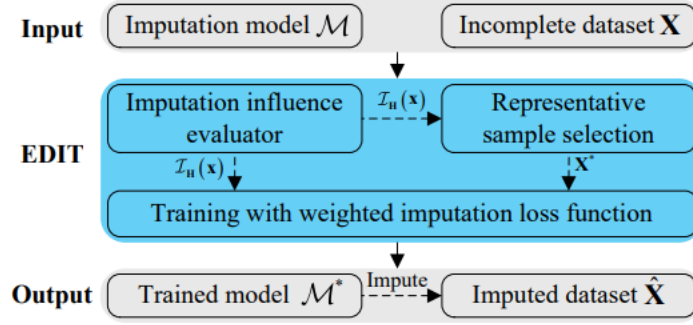 Input
Imputation model ℳ
Incomplete dataset X
EDIT
Imputation influence
evaluator
ℐ_H(x)
Representative
sample selection
ℐ_H(x)
X*
Training with weighted imputation loss function
Output
Trained model ℳ*
Impute
Imputed dataset X̂